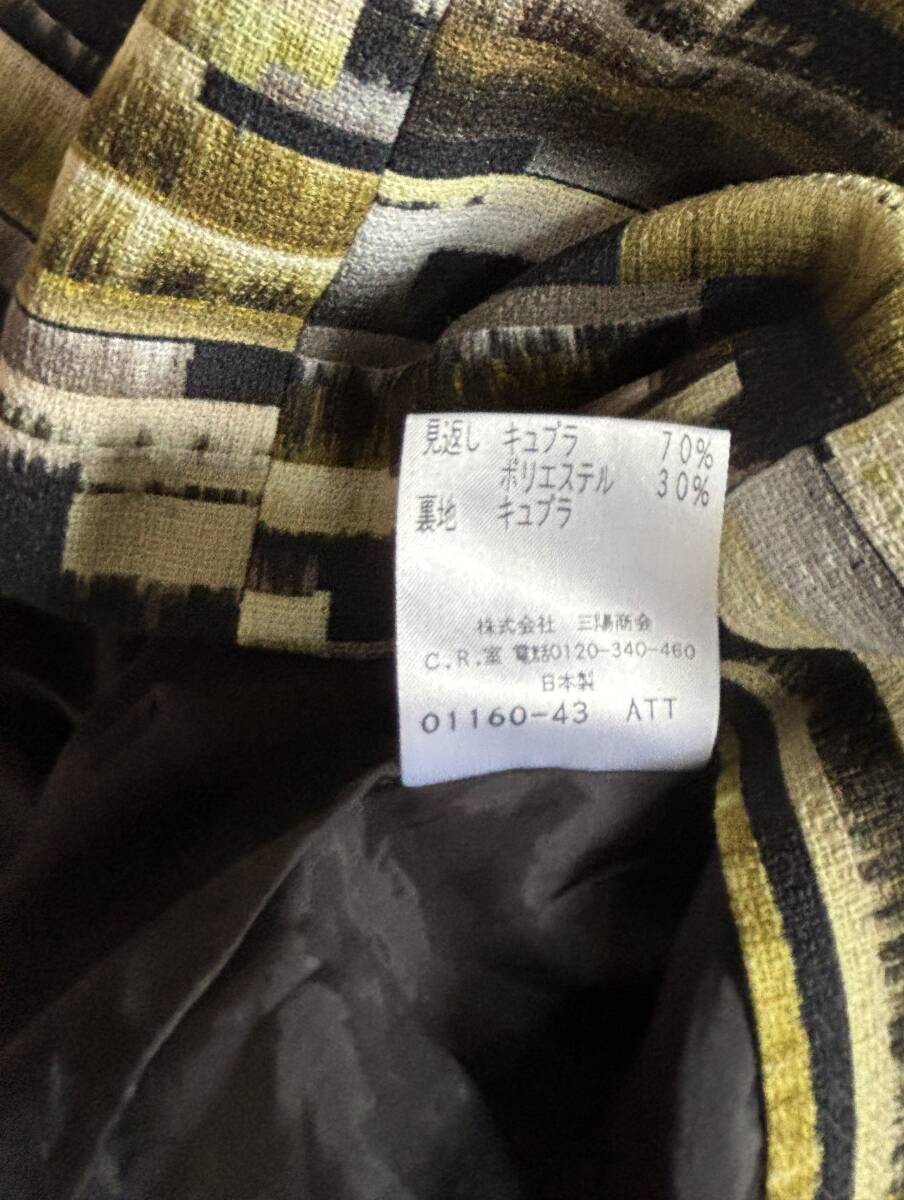 見返し キュプラ 70%
ポリエステル 30%
裏地 キュプラ
株式会社 三陽商会
C.R.室 電話0120-340-460
日本製
01160-43 ATT